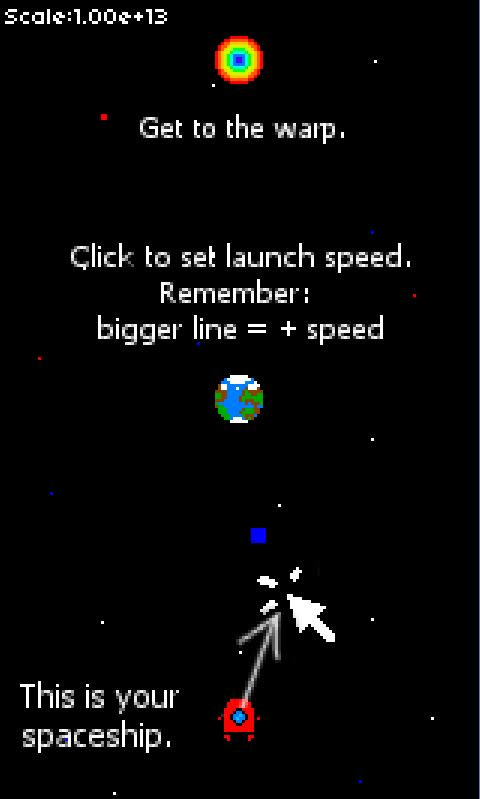 Scale:1.00e+13
Get to the warp.
Click to set launch speed.
Remember:
bigger line = + speed
This is your
spaceship.